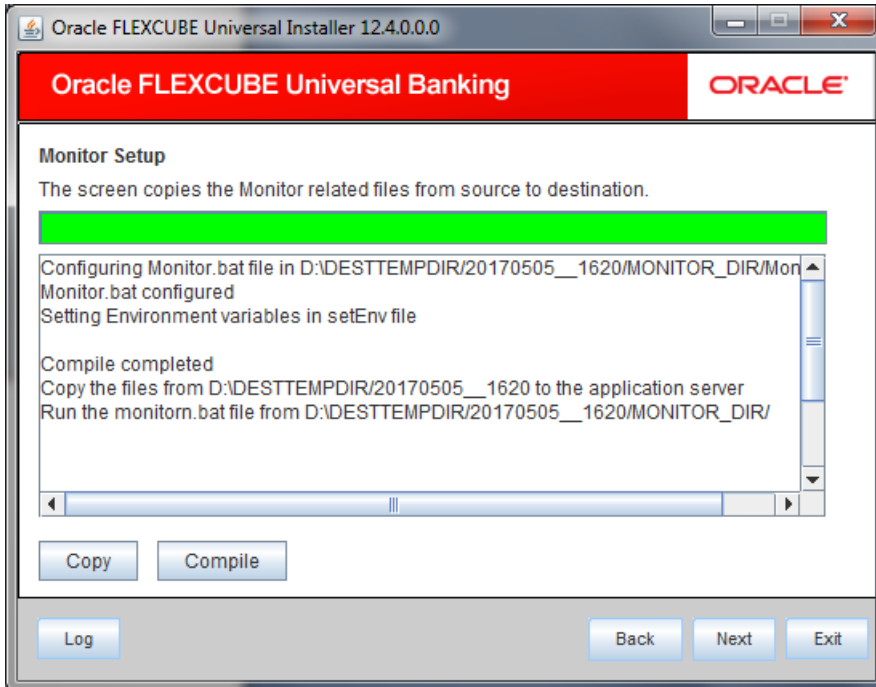 Oracle FLEXCUBE Universal Installer 12.4.0.0.0
Oracle FLEXCUBE Universal Banking
ORACLE
Monitor Setup
The screen copies the Monitor related files from source to destination.
Configuring Monitor.bat file in D:\DESTTEMPDIR/20170505__1620/MONITOR_DIR/Mon
Monitor.bat configured
Setting Environment variables in setEnv file
Compile completed
Copy the files from D:\DESTTEMPDIR/20170505__1620 to the application server
Run the monitorn.bat file from D:\DESTTEMPDIR/20170505__1620/MONITOR_DIR/
Copy Compile
Log Back Next Exit